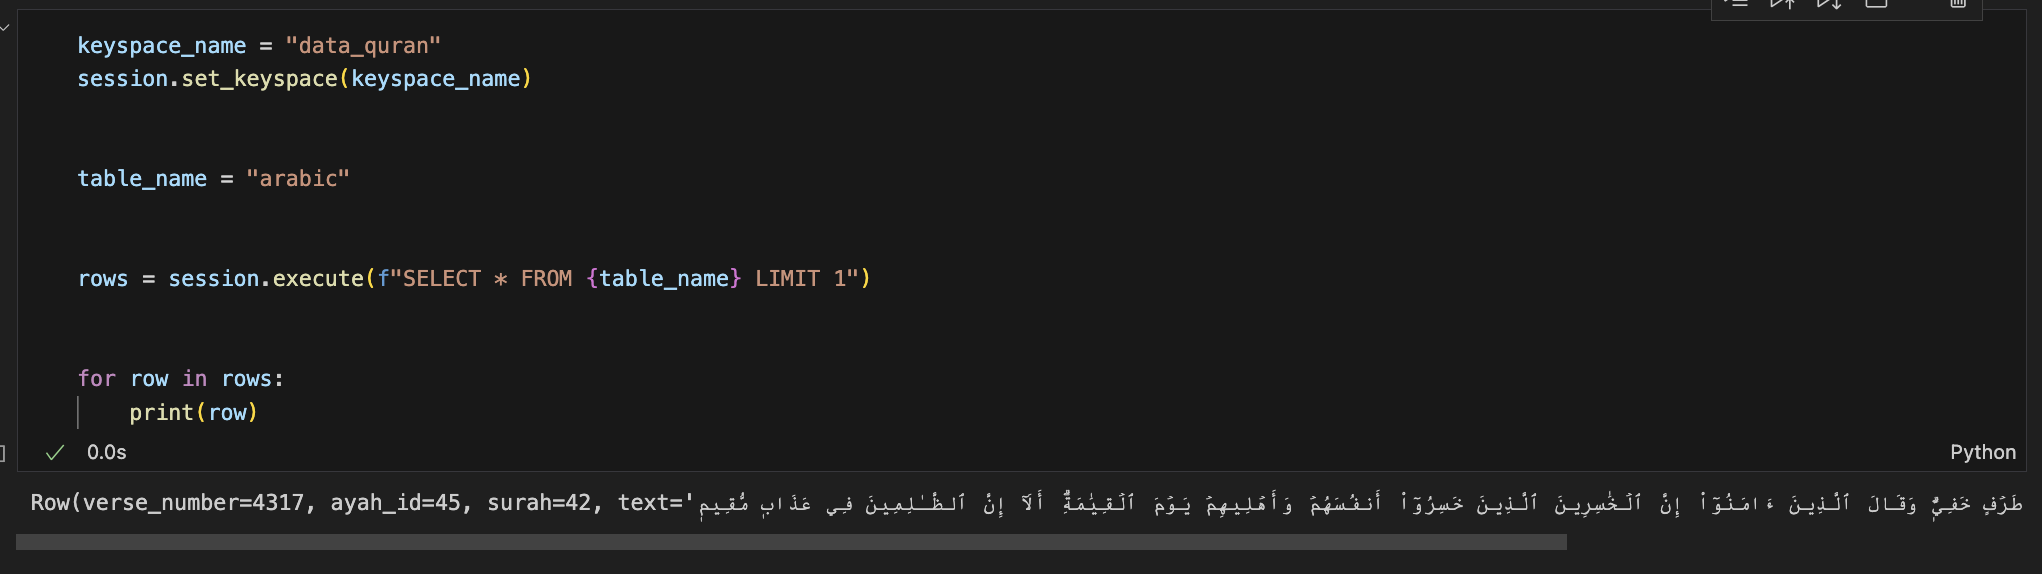 keyspace_name = "data_quran"
session.set_keyspace(keyspace_name)
table_name = "arabic"
rows = session.execute(f"SELECT * FROM {table_name} LIMIT 1")
for row in rows:
print(row)
0.0s
Python
Row(verse_number=4317, ayah_id=45, surah=42, text='طَرۡفٍ خَفِيّٖۗ وَقَالَ ٱلَّذِينَ ءَامَنُوٓاْ إِنَّ ٱلۡخَٰسِرِينَ ٱلَّذِينَ خَسِرُوٓاْ أَنفُسَهُمۡ وَأَهۡلِيهِمۡ يَوۡمَ ٱلۡقِيَٰمَةِۗ أَلَآ إِنَّ ٱلظَّـٰلِمِينَ فِي عَذَابٖ مُّقِيمٖ